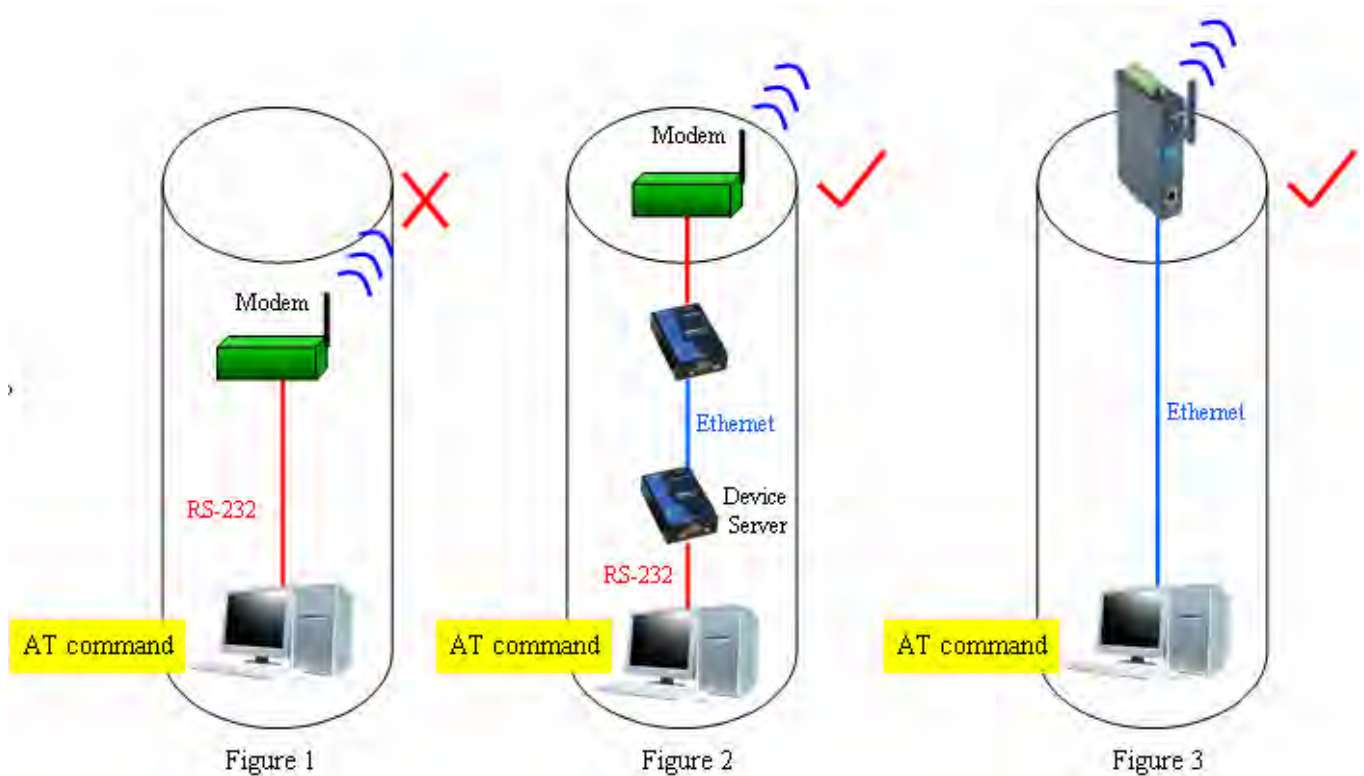 Modem
RS-232
AT command
Figure 1
Modem
Ethernet
Device
Server
RS-232
AT command
Figure 2
Ethernet
AT command
Figure 3